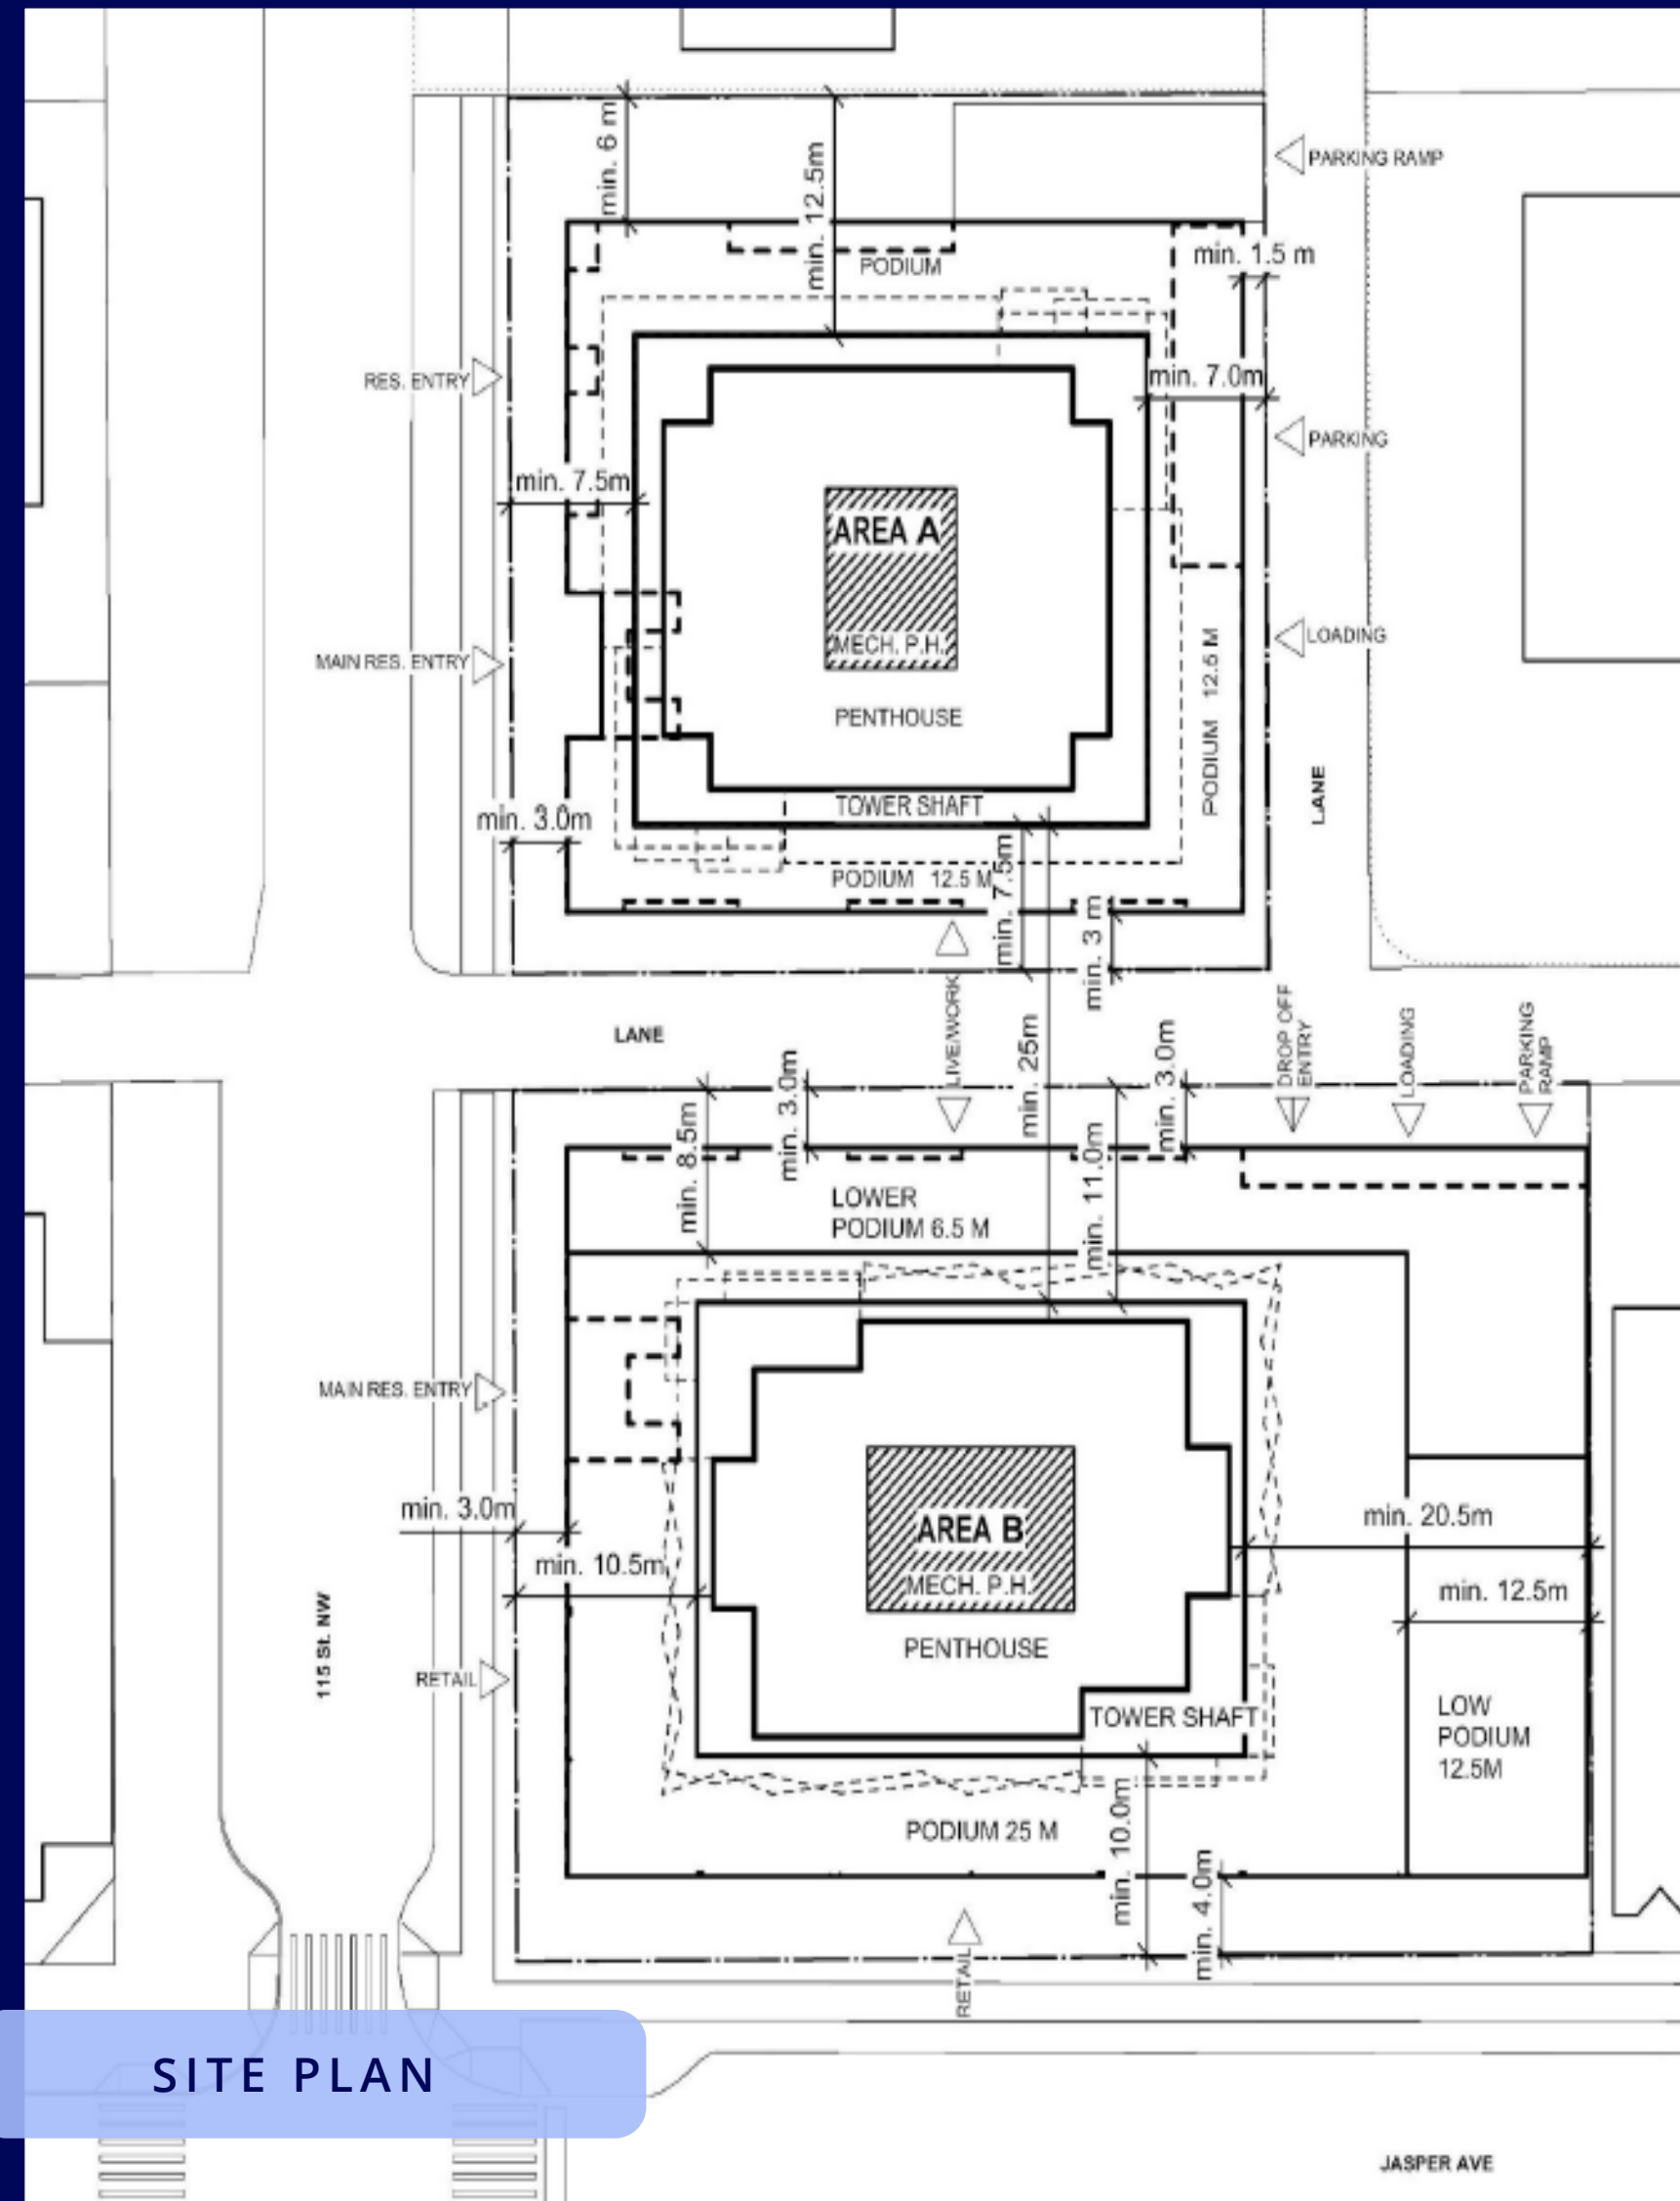 min. 6 m
min. 12.5m
PARKING RAMP
min. 1.5 m
PODIUM
RES. ENTRY
min. 7.0m
PARKING
min. 7.5m
AREA A
MECH. P.H.
LOADING
MAIN RES. ENTRY
PENTHOUSE
PODIUM 12.5 M
LANE
TOWER SHAFT
min. 3.0m
PODIUM 12.5 M
min. 7.5m
min. 3 m
LANE
LIVE/WORK
min. 25m
DROP OFF
ENTRY
LOADING
PARKING
RAMP
min. 8.5m
min. 3.0m
min. 11.0m
min. 3.0m
LOWER
PODIUM 6.5 M
MAIN RES. ENTRY
min. 3.0m
min. 20.5m
AREA B
min. 10.5m
MECH. P.H.
min. 12.5m
115 St. NW
PENTHOUSE
RETAIL
TOWER SHAFT
LOW
PODIUM
12.5M
PODIUM 25 M
min. 10.0m
min. 4.0m
RETAIL
SITE PLAN
JASPER AVE